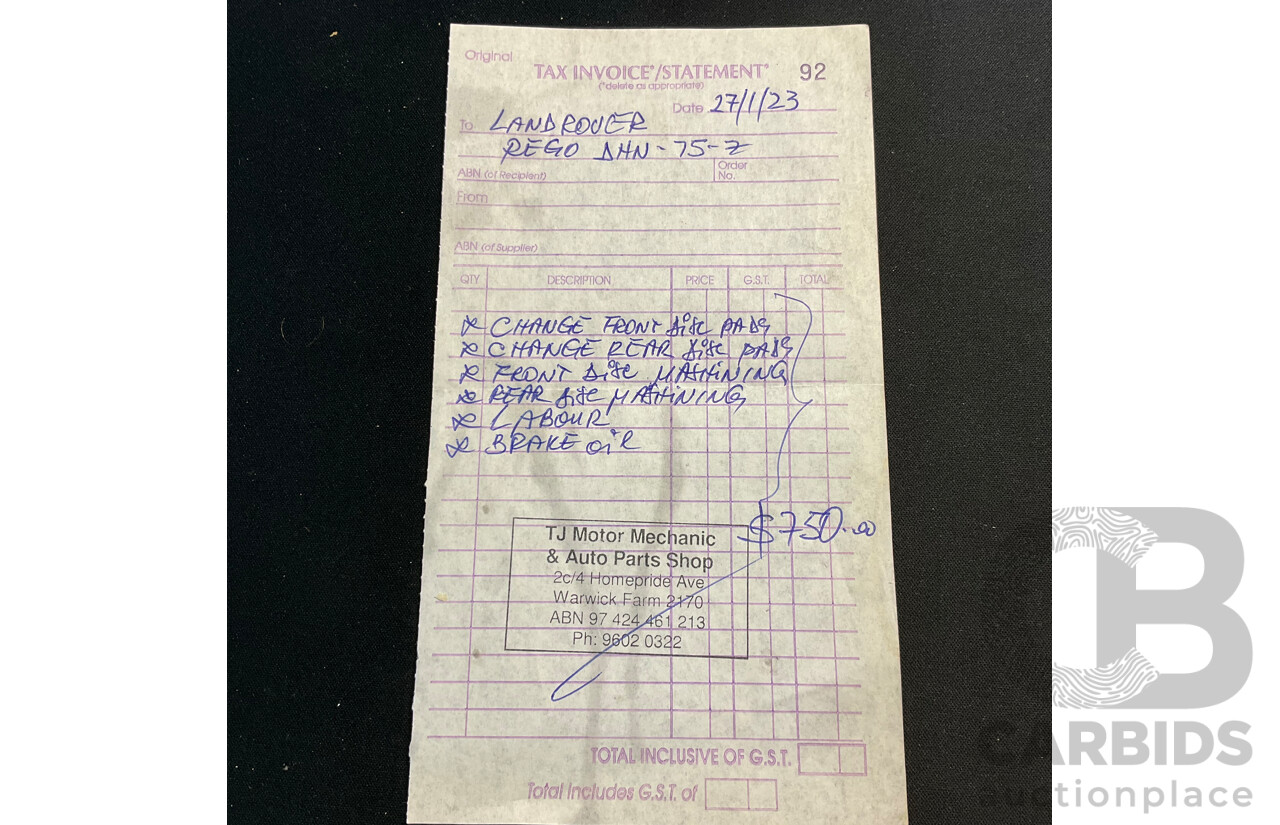 Original
TAX INVOICE*/STATEMENT* 92
(*delete as appropriate)
Date 27/1/23
To LANDROVER
REGO DHN-75-Z
ABN (of Recipient) Order No.
From
ABN (of Supplier)
QTY DESCRIPTION PRICE G.S.T. TOTAL
* CHANGE FRONT disc PADS
* CHANGE REAR disc PADS
* FRONT disc MASHINING
* REAR disc MASHINING
* LABOUR
* BRAKE OIL
$750.00
TJ Motor Mechanic
& Auto Parts Shop
2c/4 Homepride Ave
Warwick Farm 2170
ABN 97 424 461 213
Ph: 9602 0322
TOTAL INCLUSIVE OF G.S.T.
Total Includes G.S.T. of
CARBIDS
auctionplace